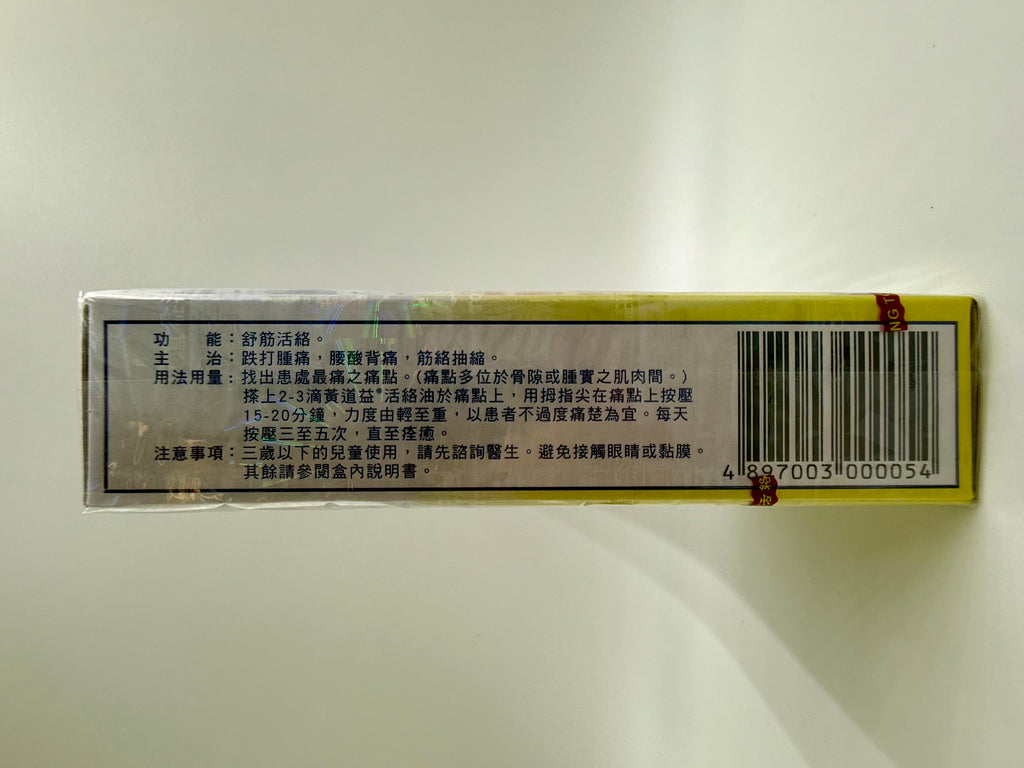 功　　能：舒筋活絡。
主　　治：跌打腫痛，腰酸背痛，筋絡抽縮。
用法用量：找出患處最痛之痛點。（痛點多位於骨隙或腫實之肌肉間。）
搽上2-3滴黃道益®活絡油於痛點上，用拇指尖在痛點上按壓
15-20分鐘，力度由輕至重，以患者不過度痛楚為宜。每天
按壓三至五次，直至痊癒。
注意事項：三歲以下的兒童使用，請先諮詢醫生。避免接觸眼睛或黏膜。
其餘請參閱盒內說明書。
4 897003 000054
NG T
活絡